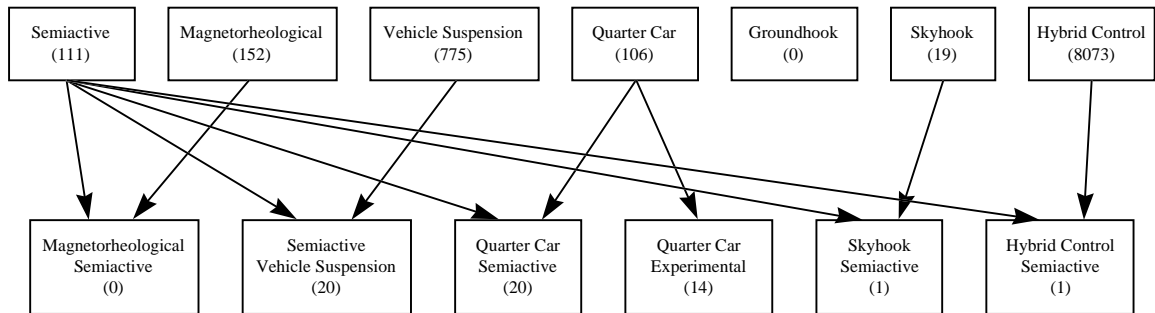 Semiactive
(111)
Magnetorheological
(152)
Vehicle Suspension
(775)
Quarter Car
(106)
Groundhook
(0)
Skyhook
(19)
Hybrid Control
(8073)
Magnetorheological
Semiactive
(0)
Semiactive
Vehicle Suspension
(20)
Quarter Car
Semiactive
(20)
Quarter Car
Experimental
(14)
Skyhook
Semiactive
(1)
Hybrid Control
Semiactive
(1)